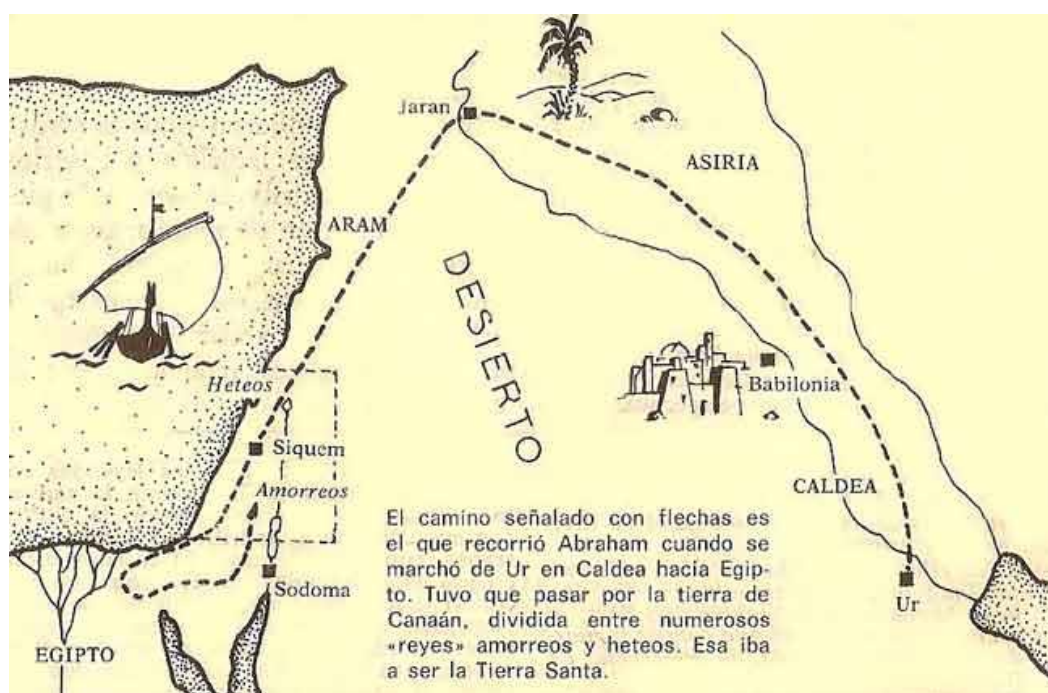 Jaran
ASIRIA
ARAM
DESIERTO
Heteos
Babilonia
Siquem
Amorreos
CALDEA
Sodoma
Ur
EGIPTO
El camino señalado con flechas es
el que recorrió Abraham cuando se
marchó de Ur en Caldea hacia Egip-
to. Tuvo que pasar por la tierra de
Canaán, dividida entre numerosos
«reyes» amorreos y heteos. Esa iba
a ser la Tierra Santa.